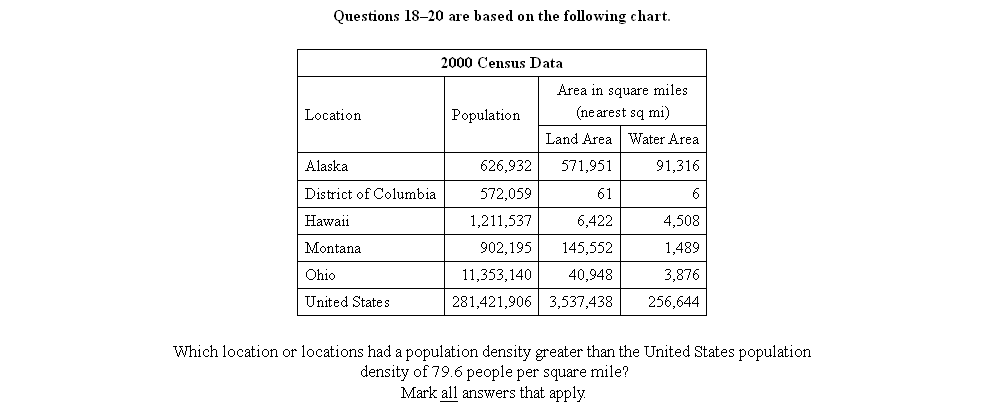 Questions 18–20 are based on the following chart.
2000 Census Data
Location Population Area in square miles
(nearest sq mi)
Land Area Water Area
Alaska 626,932 571,951 91,316
District of Columbia 572,059 61 6
Hawaii 1,211,537 6,422 4,508
Montana 902,195 145,552 1,489
Ohio 11,353,140 40,948 3,876
United States 281,421,906 3,537,438 256,644
Which location or locations had a population density greater than the United States population
density of 79.6 people per square mile?
Mark all answers that apply.